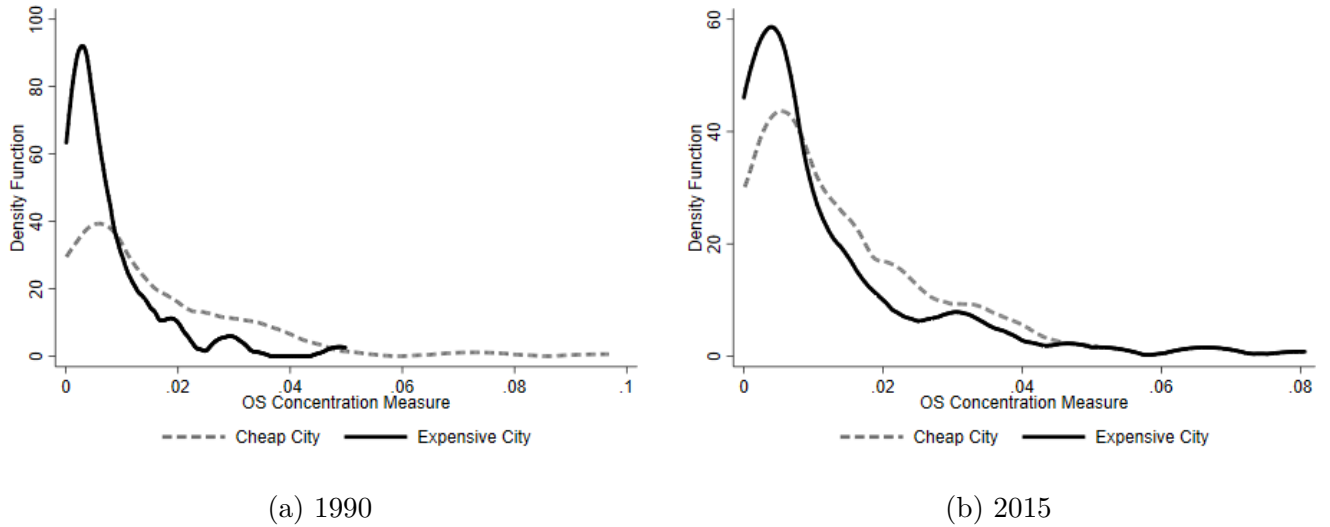 Density Function
100
80
60
40
20
0
0 .02 .04 .06 .08 .1
OS Concentration Measure
Cheap City Expensive City
(a) 1990
Density Function
60
40
20
0
0 .02 .04 .06 .08
OS Concentration Measure
Cheap City Expensive City
(b) 2015